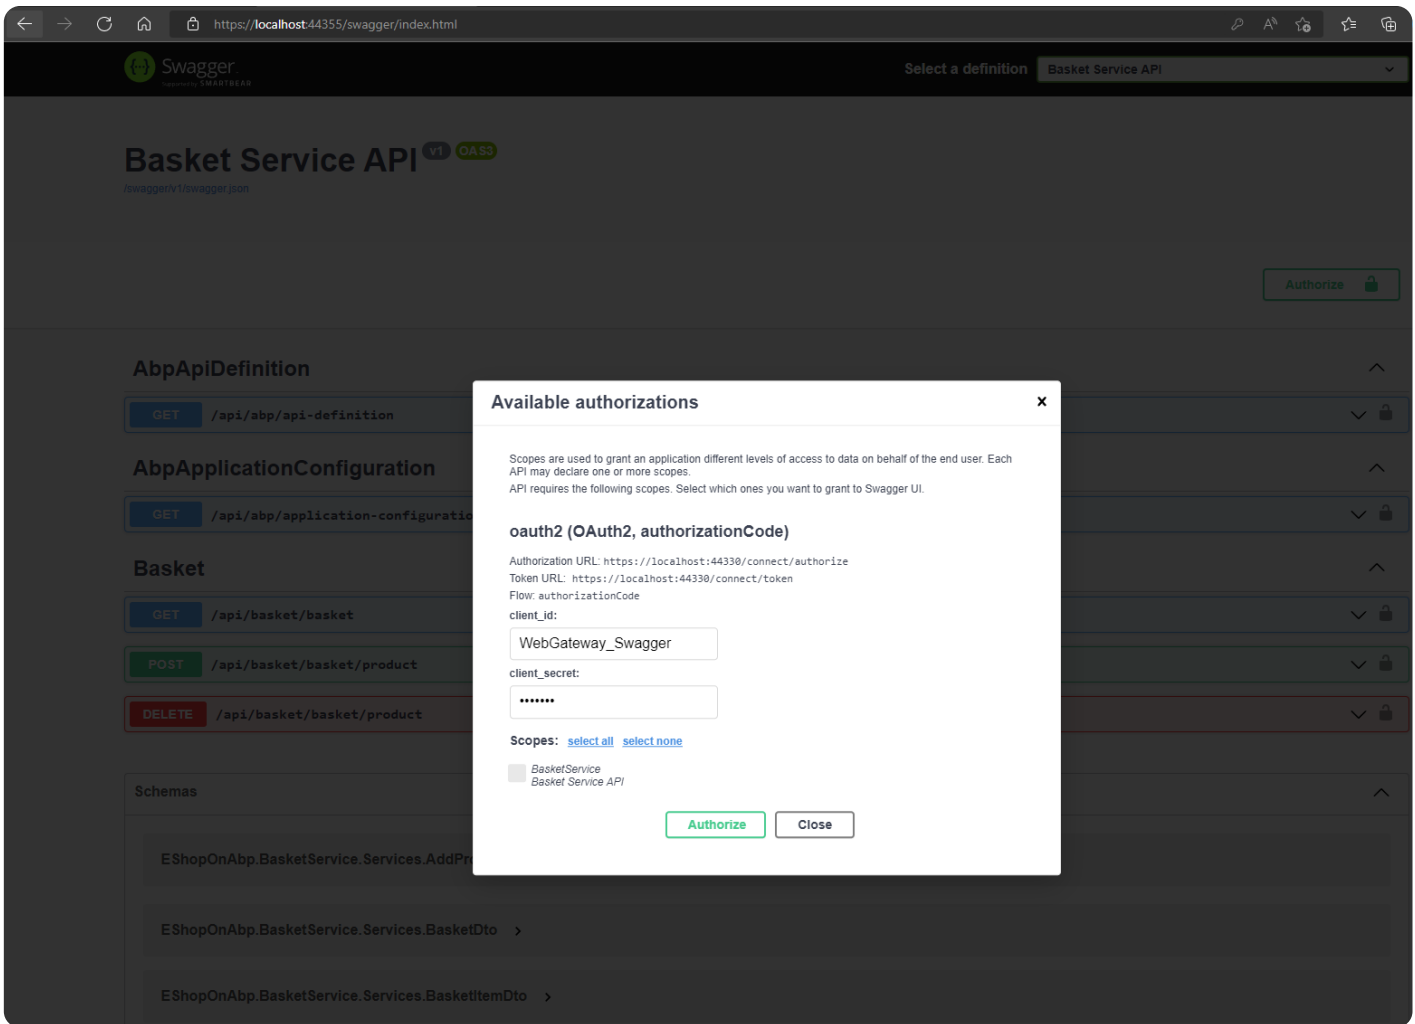 https://localhost:44355/swagger/index.html
Swagger.
Supported by SMARTBEAR
Select a definition
Basket Service API
Basket Service API v1 OAS3
/swagger/v1/swagger.json
Authorize
AbpApiDefinition
GET /api/abp/api-definition
AbpApplicationConfiguration
GET /api/abp/application-configuratio
Basket
GET /api/basket/basket
POST /api/basket/basket/product
DELETE /api/basket/basket/product
Schemas
EShopOnAbp.BasketService.Services.AddPro
EShopOnAbp.BasketService.Services.BasketDto
EShopOnAbp.BasketService.Services.BasketItemDto
Available authorizations
Scopes are used to grant an application different levels of access to data on behalf of the end user. Each
API may declare one or more scopes.
API requires the following scopes. Select which ones you want to grant to Swagger UI.
oauth2 (OAuth2, authorizationCode)
Authorization URL: https://localhost:44330/connect/authorize
Token URL: https://localhost:44330/connect/token
Flow: authorizationCode
client_id:
WebGateway_Swagger
client_secret:
•••••••
Scopes: select all select none
BasketService
Basket Service API
Authorize Close